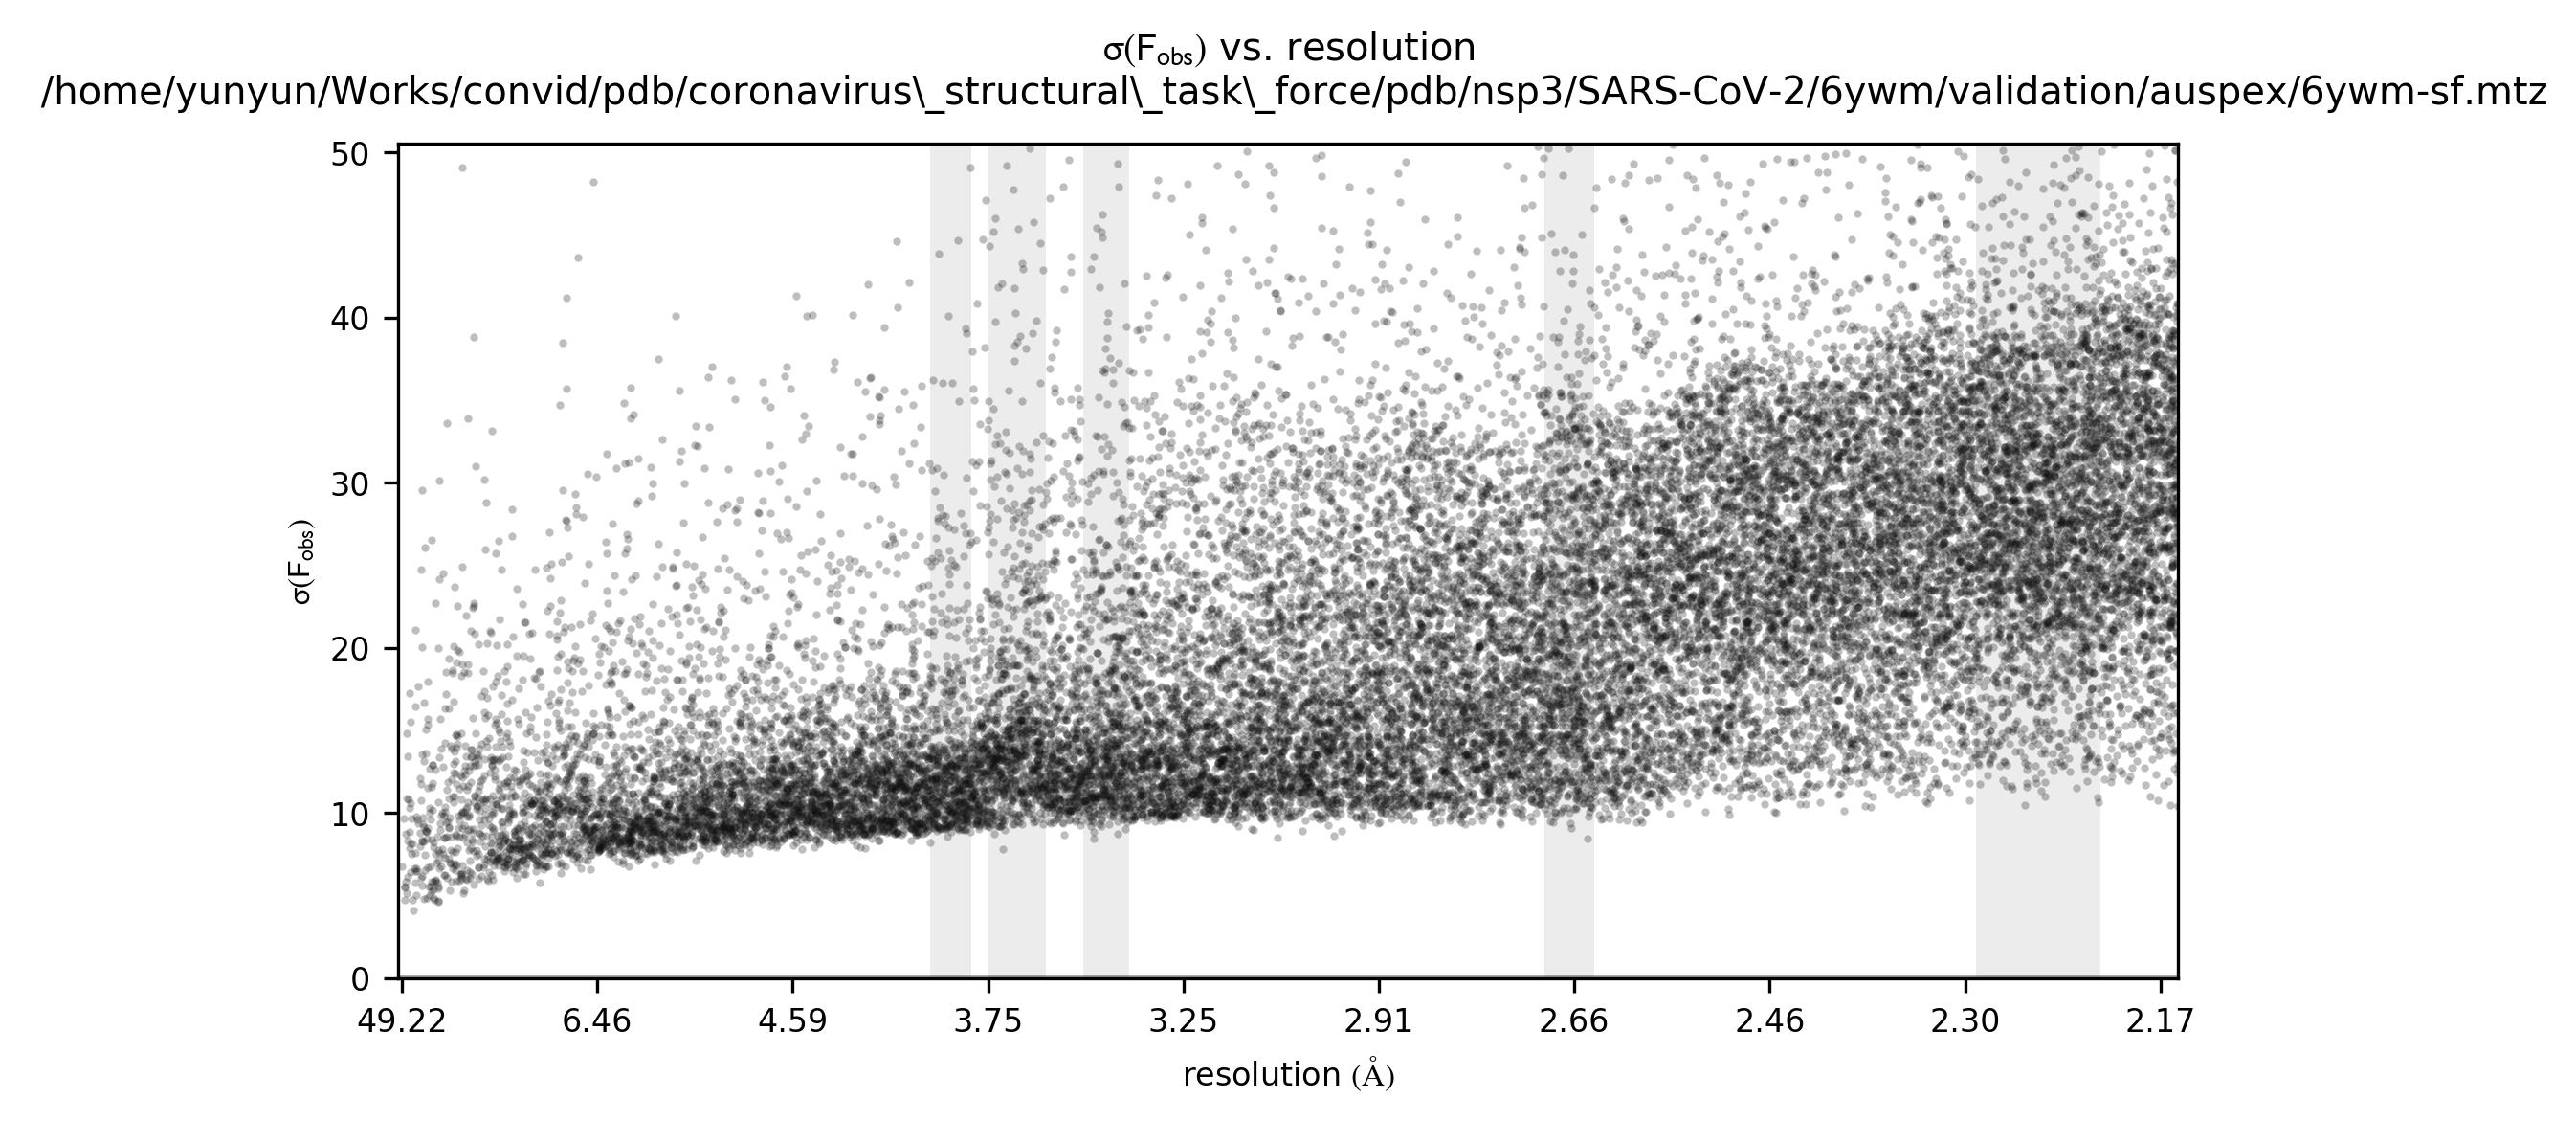 σ(Fobs) vs. resolution
/home/yunyun/Works/convid/pdb/coronavirus\_structural\_task\_force/pdb/nsp3/SARS-CoV-2/6ywm/validation/auspex/6ywm-sf.mtz
50
40
30
20
10
0
σ(Fobs)
49.22 6.46 4.59 3.75 3.25 2.91 2.66 2.46 2.30 2.17
resolution (Å)